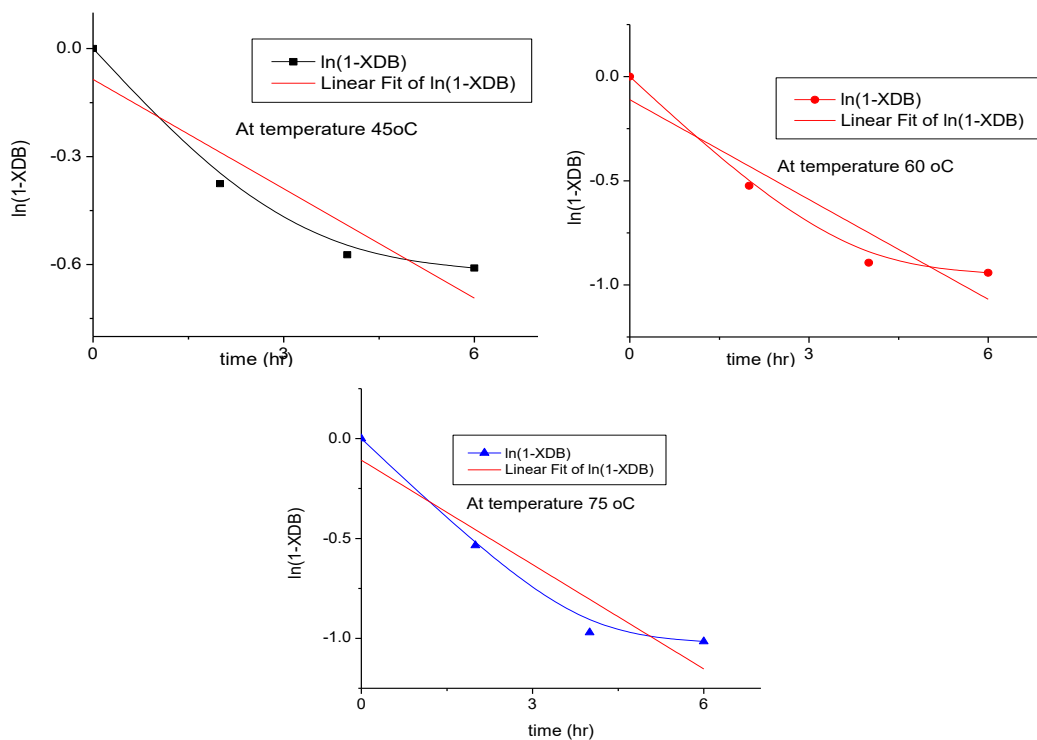 0.0
-0.3
-0.6
ln(1-XDB)
ln(1-XDB)
Linear Fit of ln(1-XDB)
At temperature 45oC
0
3
6
time (hr)
0.0
-0.5
-1.0
ln(1-XDB)
ln(1-XDB)
Linear Fit of ln(1-XDB)
At temperature 60 oC
0
3
6
time (hr)
0.0
-0.5
-1.0
ln(1-XDB)
ln(1-XDB)
Linear Fit of ln(1-XDB)
At temperature 75 oC
0
3
6
time (hr)